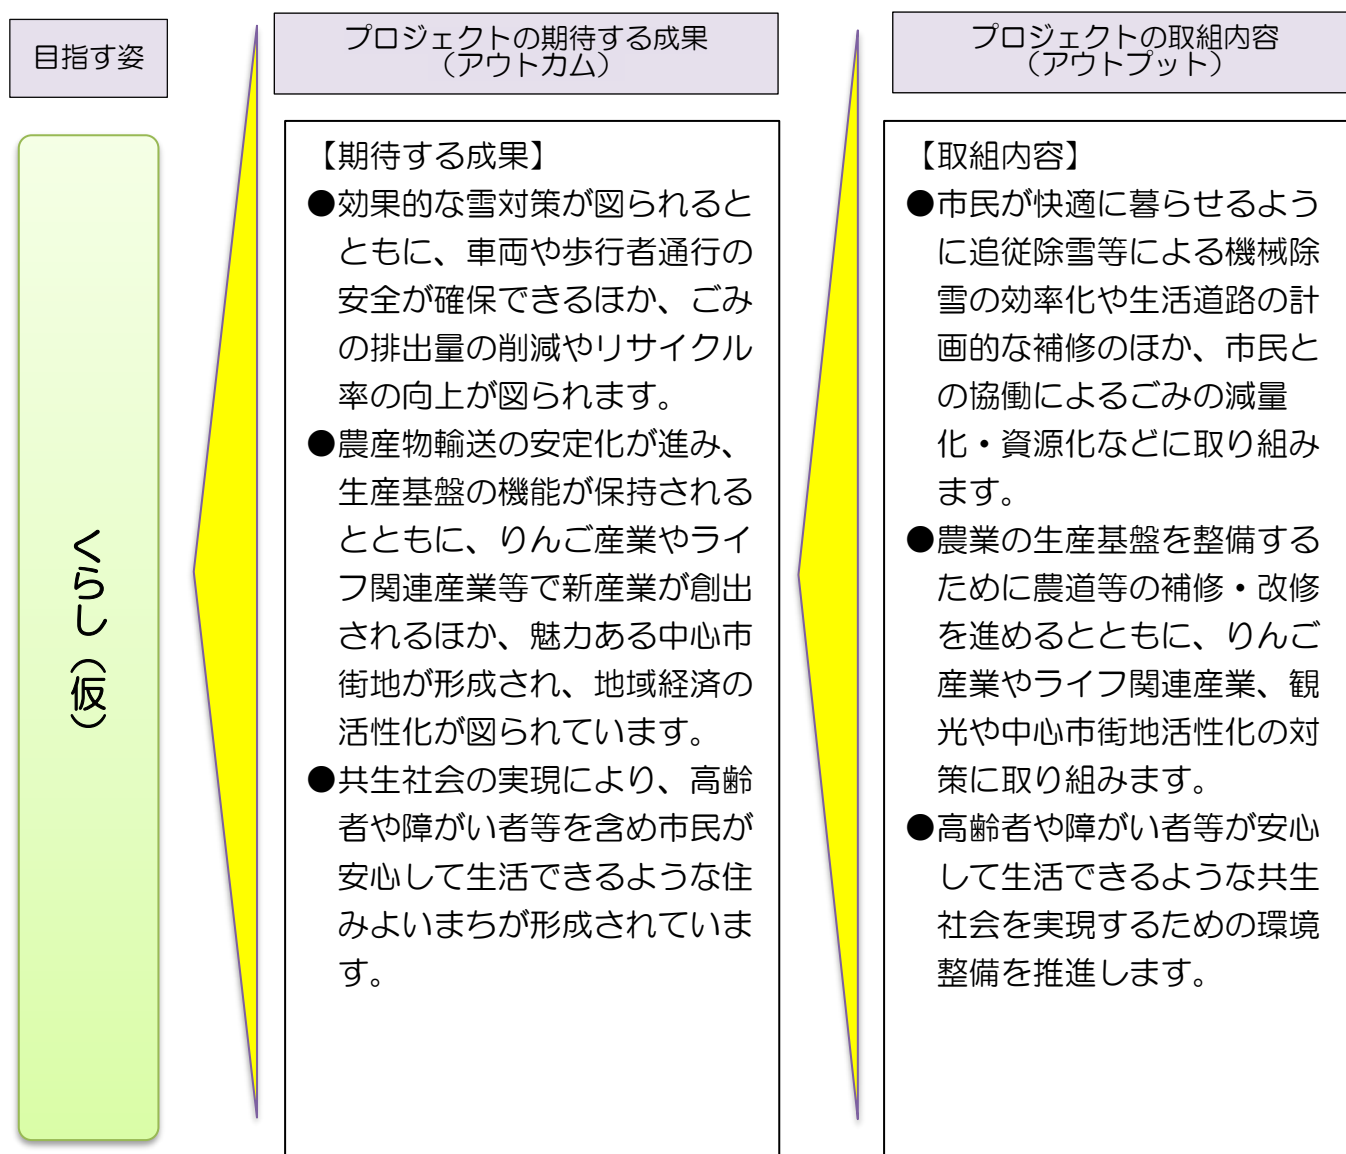 目指す姿
プロジェクトの期待する成果
（アウトカム）
プロジェクトの取組内容
（アウトプット）
くらし（仮）
【期待する成果】
●効果的な雪対策が図られると
ともに、車両や歩行者通行の
安全が確保できるほか、ごみ
の排出量の削減やリサイクル
率の向上が図られます。
●農産物輸送の安定化が進み、
生産基盤の機能が保持される
とともに、りんご産業やライ
フ関連産業等で新産業が創出
されるほか、魅力ある中心市
街地が形成され、地域経済の
活性化が図られています。
●共生社会の実現により、高齢
者や障がい者等を含め市民が
安心して生活できるような住
みよいまちが形成されていま
す。
【取組内容】
●市民が快適に暮らせるよう
に追従除雪等による機械除
雪の効率化や生活道路の計
画的な補修のほか、市民と
の協働によるごみの減量
化・資源化などに取り組み
ます。
●農業の生産基盤を整備する
ために農道等の補修・改修
を進めるとともに、りんご
産業やライフ関連産業、観
光や中心市街地活性化の対
策に取り組みます。
●高齢者や障がい者等が安心
して生活できるような共生
社会を実現するための環境
整備を推進します。